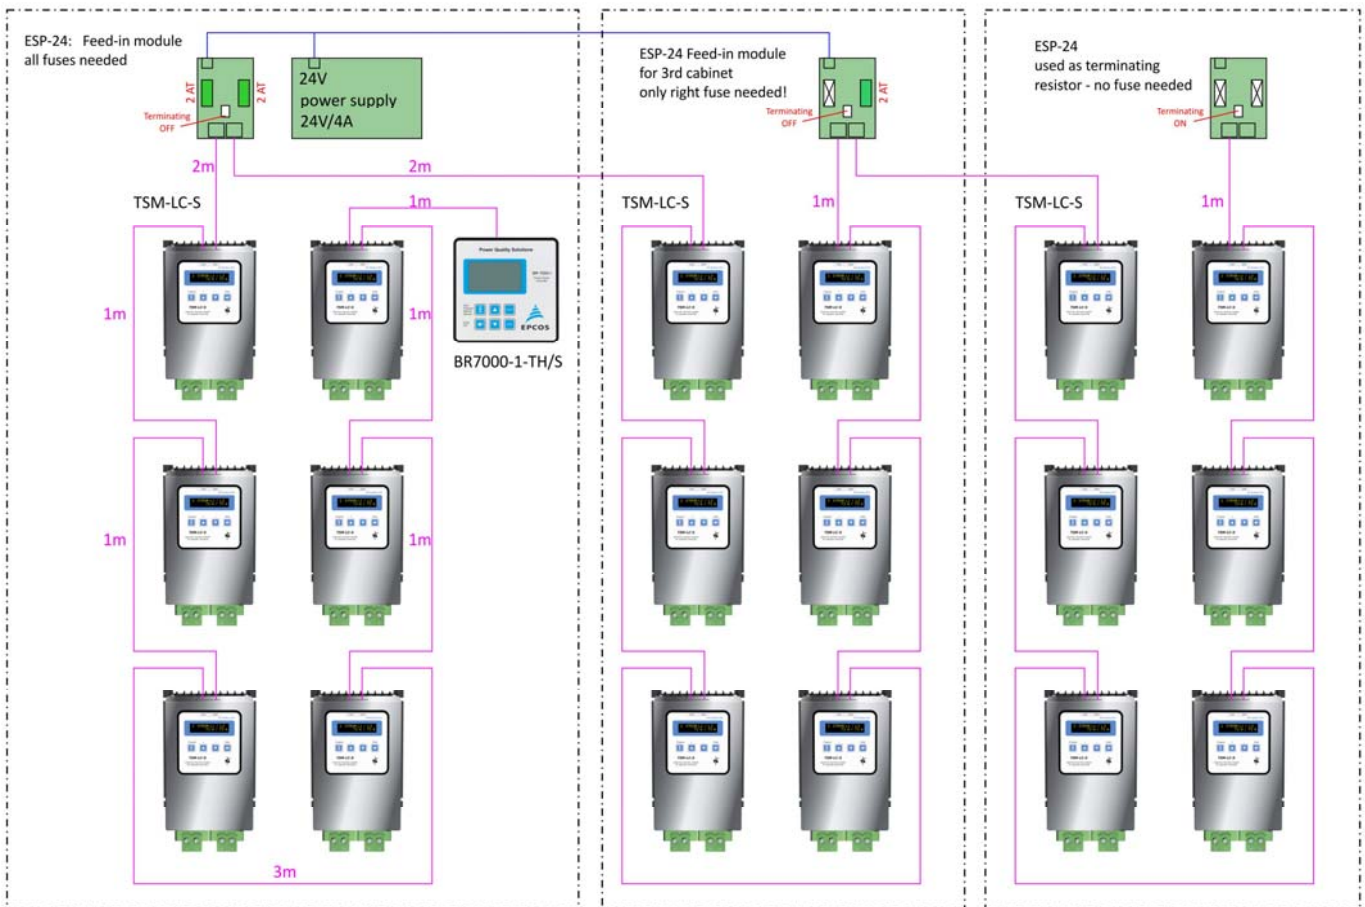 ESP-24: Feed-in module
all fuses needed
2 AT
2 AT
Terminating
OFF
24V
power supply
24V/4A
ESP-24 Feed-in module
for 3rd cabinet
only right fuse needed!
2 AT
Terminating
OFF
ESP-24
used as terminating
resistor - no fuse needed
Terminating
ON
2m
2m
1m
1m
1m
TSM-LC-S
TSM-LC-S
TSM-LC-S
Power Quality Solutions
EPCOS
BR7000-1-TH/S
1m
1m
1m
1m
3m